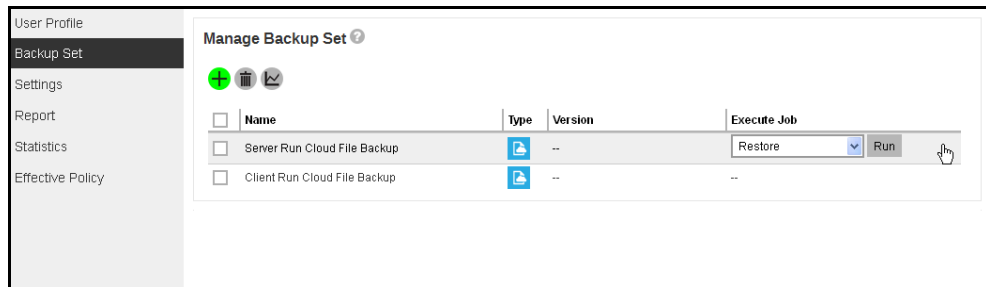 User Profile
Backup Set
Settings
Report
Statistics
Effective Policy
Manage Backup Set ?
Name Type Version Execute Job
Server Run Cloud File Backup -- Restore Run
Client Run Cloud File Backup -- --